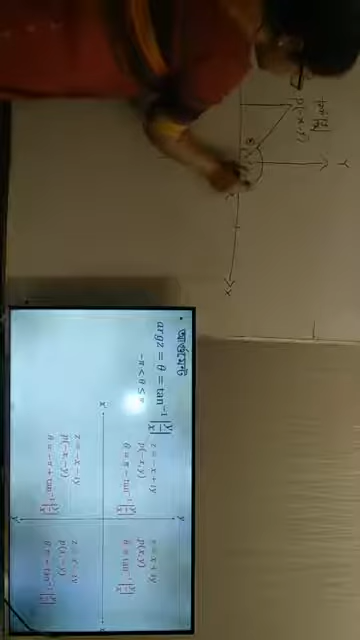 P(-x,-y)
Y
X
• আর্গুমেন্ট
arg z = θ = tan⁻¹|y/x|
-π < θ ≤ π
y
z = -x + iy
p(-x, y)
θ = π - tan⁻¹|y/x|
z = x + iy
p(x, y)
θ = tan⁻¹|y/x|
x'
x
z = -x - iy
p(-x, -y)
θ = -π + tan⁻¹|y/x|
z = x - iy
p(x, -y)
θ = -tan⁻¹|y/x|
y'